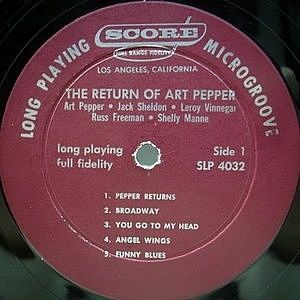 LONG PLAYING
SCORE
FULL RANGE FIDELITY
MICROGROOVE
LOS ANGELES, CALIFORNIA
THE RETURN OF ART PEPPER
Art Pepper • Jack Sheldon • Leroy Vinnegar
Russ Freeman • Shelly Manne
long playing
full fidelity
Side 1
SLP 4032
1. PEPPER RETURNS
2. BROADWAY
3. YOU GO TO MY HEAD
4. ANGEL WINGS
5. FUNNY BLUES